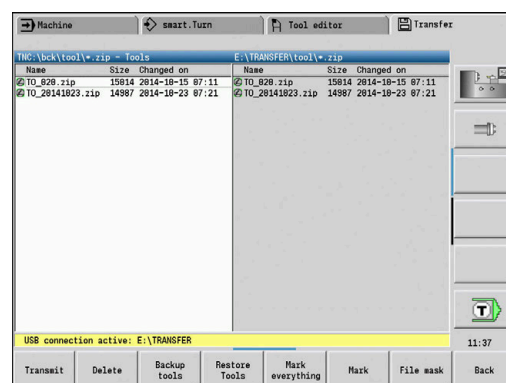 Machine smart.Turn Tool editor Transfer
TNC:\bck\tool\*.zip - Tools E:\TRANSFER\tool\*.zip
Name Size Changed on Name Size Changed on
TO_020.zip 15014 2014-10-15 07:11 TO_020.zip 15014 2014-10-15 07:11
TO_20141023.zip 14987 2014-10-23 07:21 TO_20141023.zip 14987 2014-10-23 07:21
T
USB connection active: E:\TRANSFER
11:37
Transmit Delete Backup tools Restore Tools Mark everything Mark File mask Back